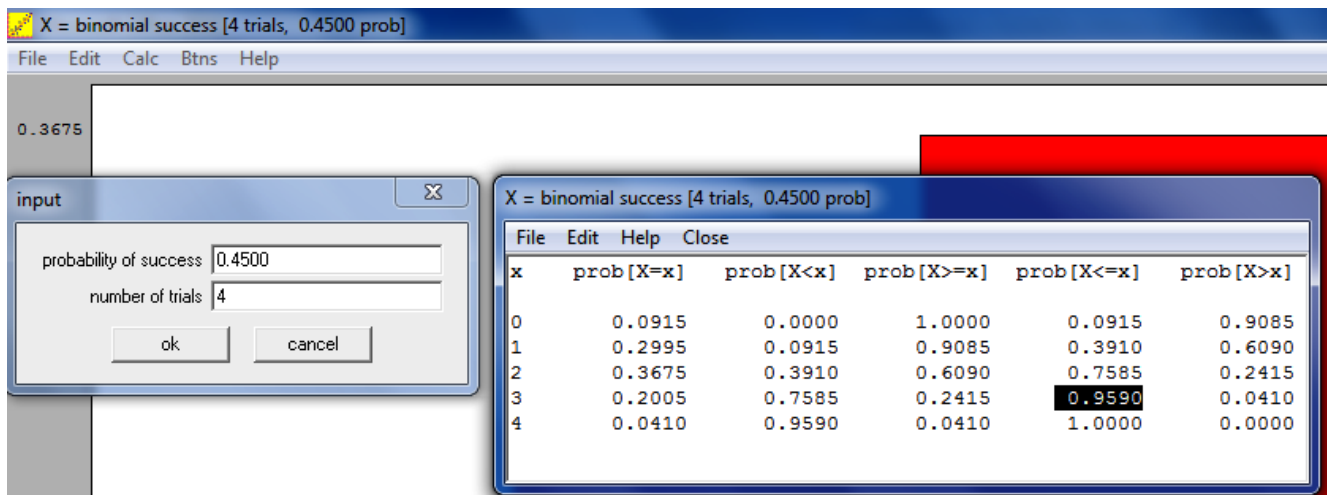 X = binomial success [4 trials, 0.4500 prob]
File Edit Calc Btns Help
0.3675
input
probability of success 0.4500
number of trials 4
ok cancel
X = binomial success [4 trials, 0.4500 prob]
File Edit Help Close
x prob[X=x] prob[X<x] prob[X>=x] prob[X<=x] prob[X>x]
0 0.0915 0.0000 1.0000 0.0915 0.9085
1 0.2995 0.0915 0.9085 0.3910 0.6090
2 0.3675 0.3910 0.6090 0.7585 0.2415
3 0.2005 0.7585 0.2415 0.9590 0.0410
4 0.0410 0.9590 0.0410 1.0000 0.0000